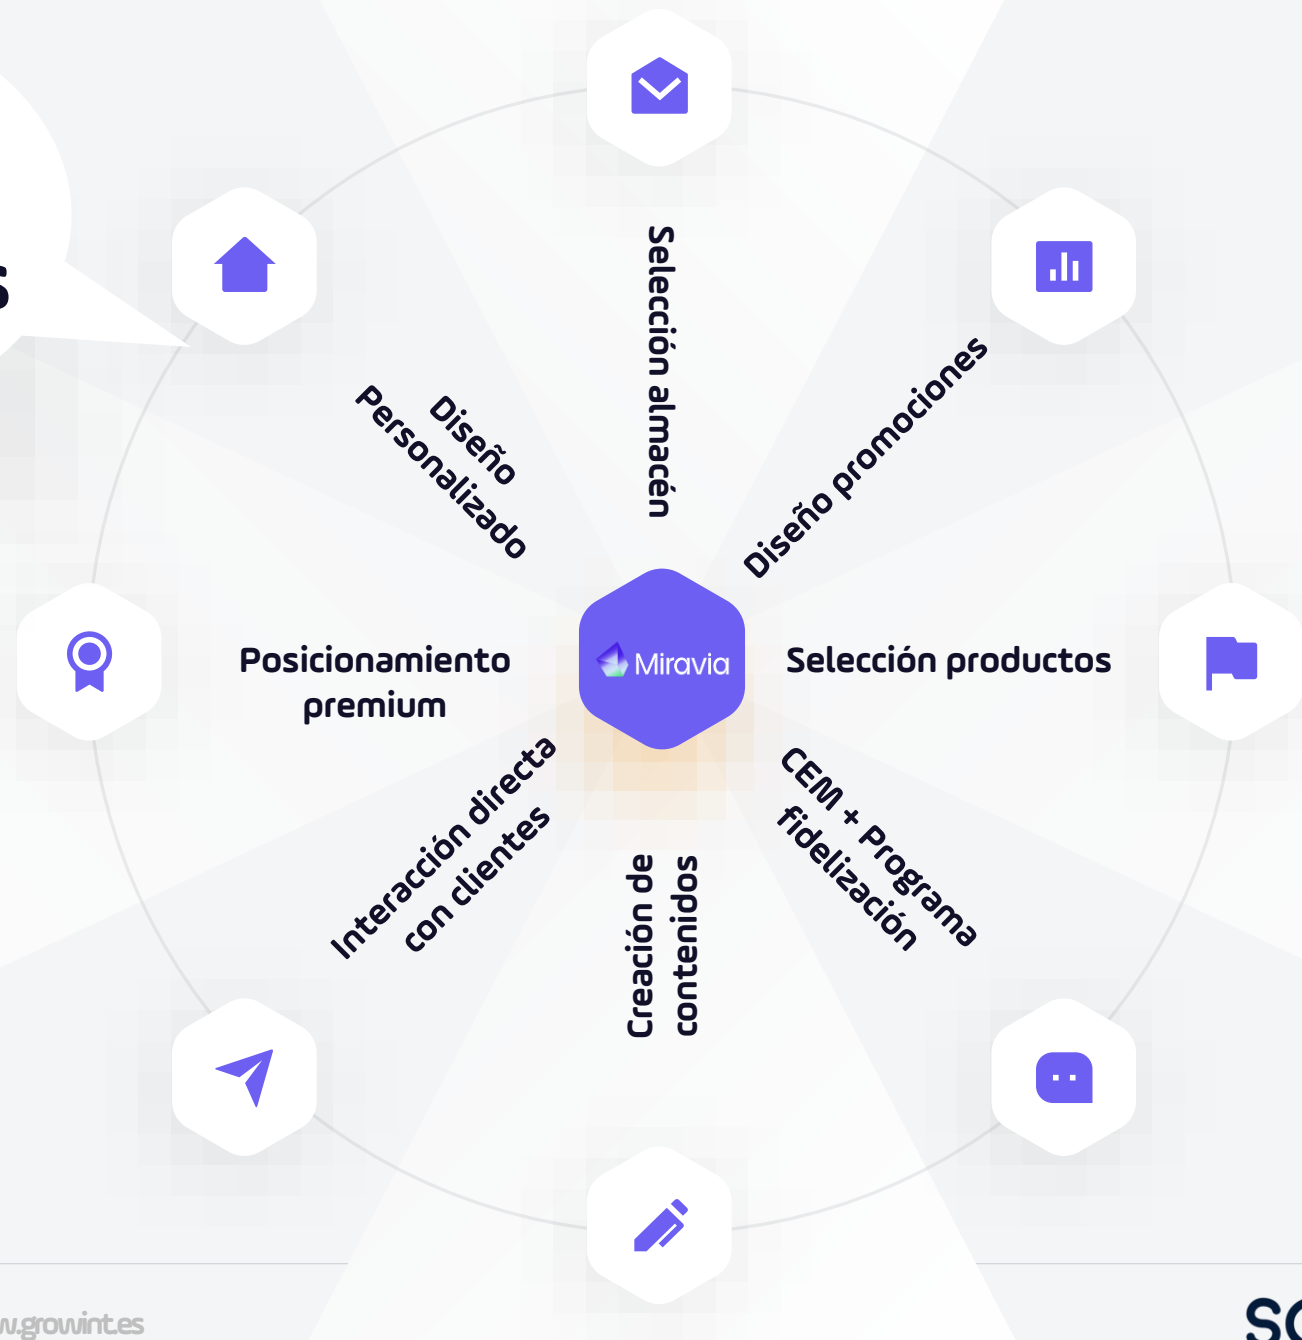 Selección almacén
Diseño promociones
Diseño
Personalizado
Miravia
Posicionamiento
premium
Selección productos
Interacción directa
con clientes
CEM + Programa
fidelización
Creación de
contenidos
w.growint.es